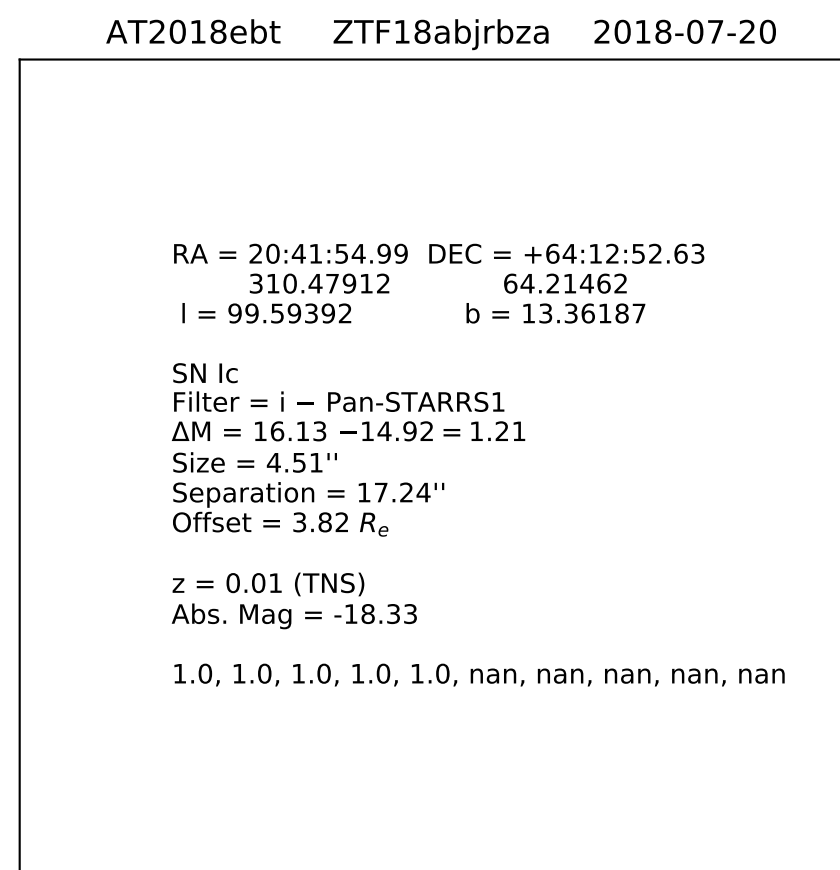 AT2018ebt ZTF18abjrbza 2018-07-20
RA = 20:41:54.99 DEC = +64:12:52.63
310.47912 64.21462
l = 99.59392 b = 13.36187
SN Ic
Filter = i − Pan-STARRS1
ΔM = 16.13 −14.92 = 1.21
Size = 4.51''
Separation = 17.24''
Offset = 3.82 Rₑ
z = 0.01 (TNS)
Abs. Mag = -18.33
1.0, 1.0, 1.0, 1.0, 1.0, nan, nan, nan, nan, nan